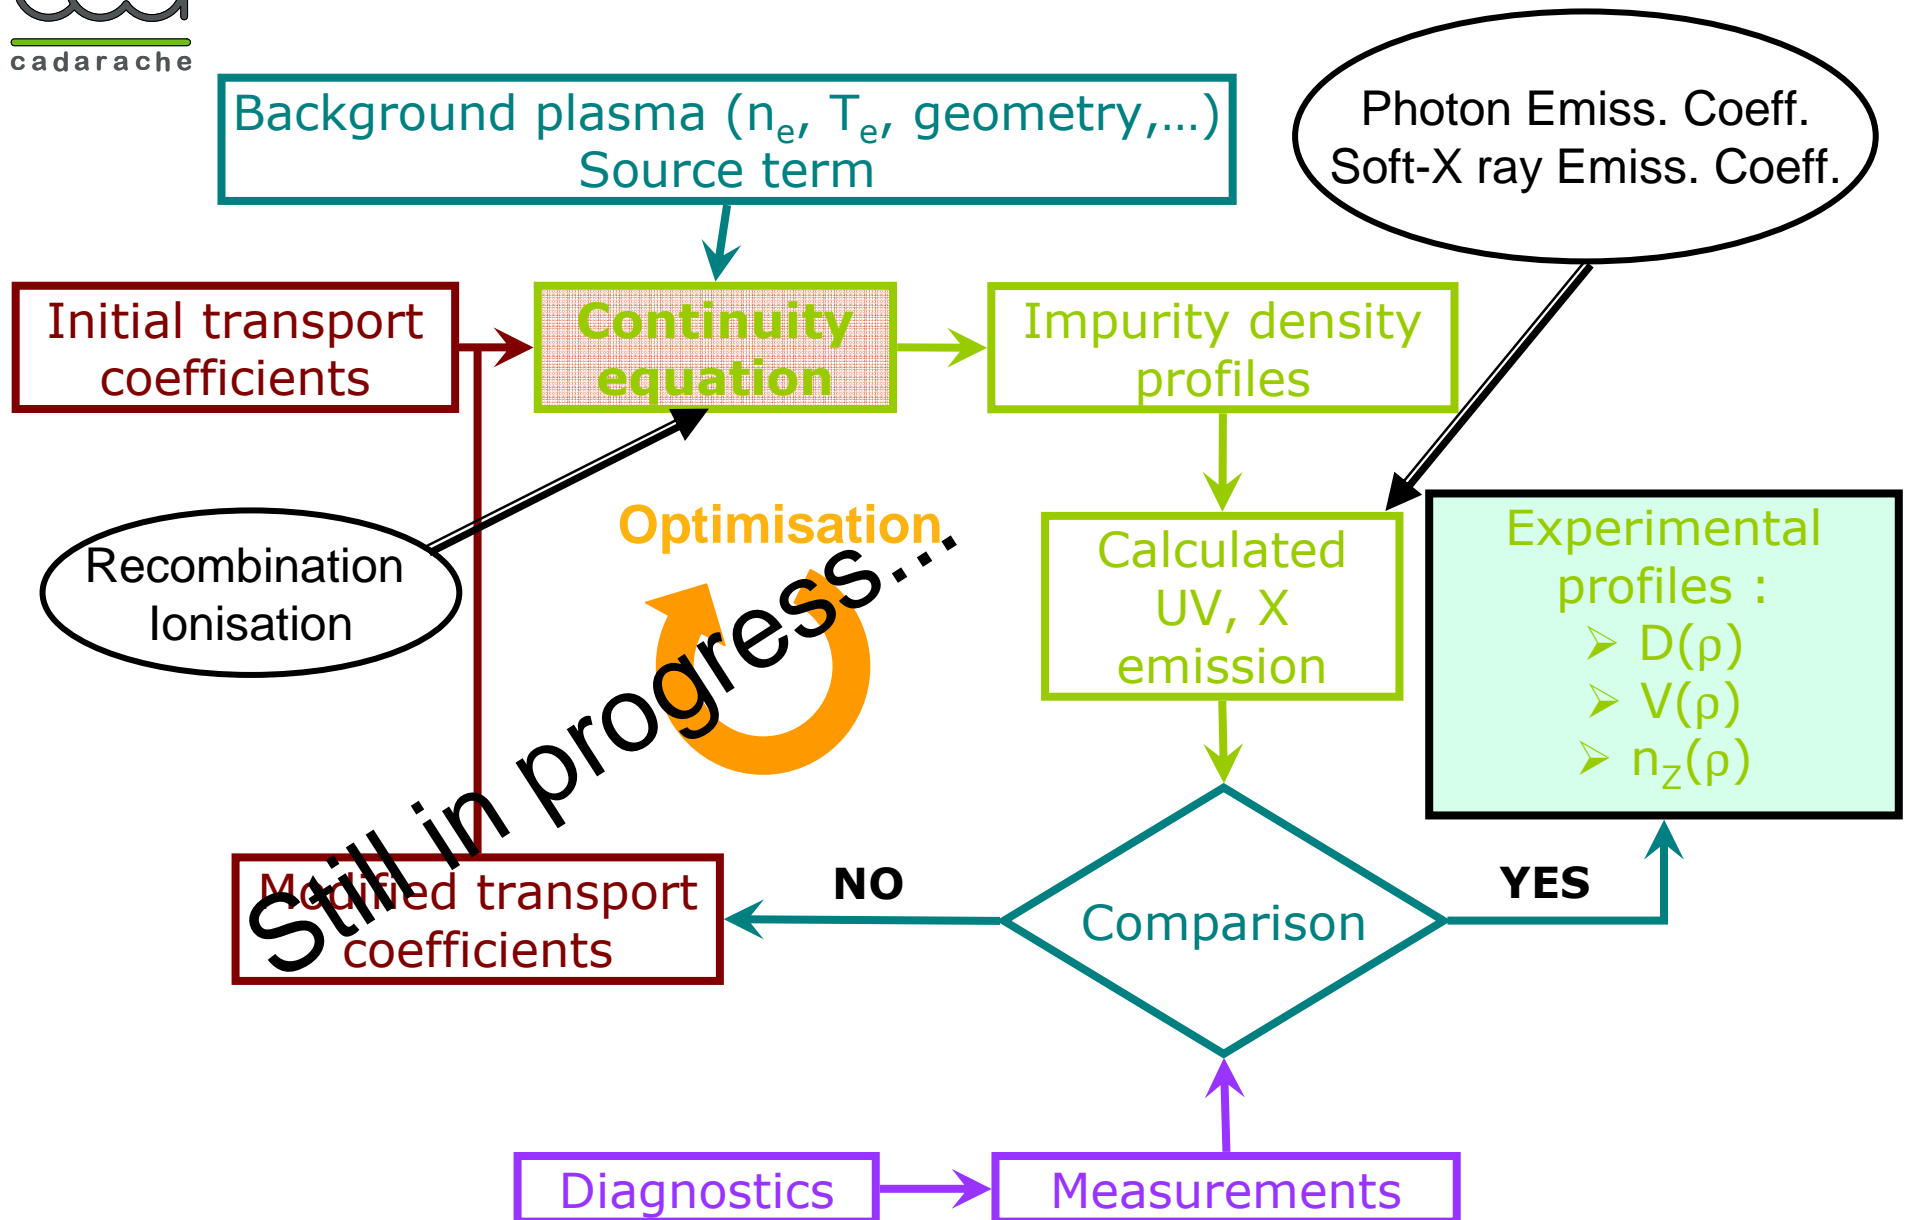 cea
cadarache
Background plasma (nₑ, Tₑ, geometry,...)
Source term
Photon Emiss. Coeff.
Soft-X ray Emiss. Coeff.
Initial transport
coefficients
Continuity
equation
Impurity density
profiles
Recombination
Ionisation
Optimisation
Still in progress...
Calculated
UV, X
emission
Experimental
profiles :
➢ D(ρ)
➢ V(ρ)
➢ n_Z(ρ)
Modified transport
coefficients
NO
Comparison
YES
Diagnostics
Measurements